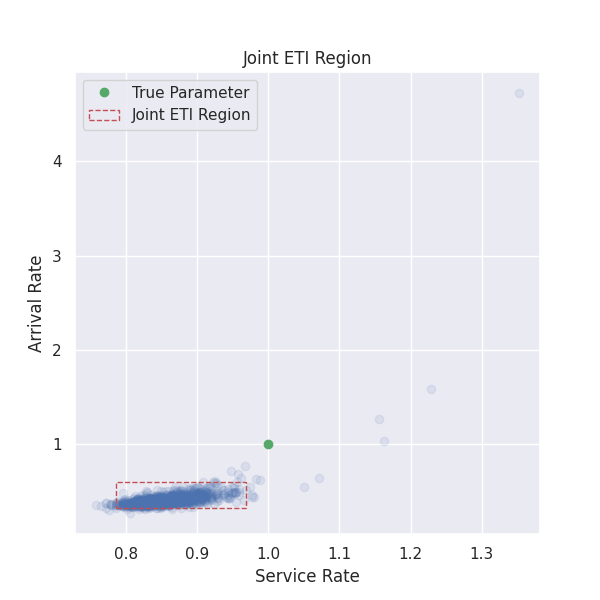 Joint ETI Region
True Parameter
Joint ETI Region
4
3
2
1
Arrival Rate
0.8 0.9 1.0 1.1 1.2 1.3
Service Rate